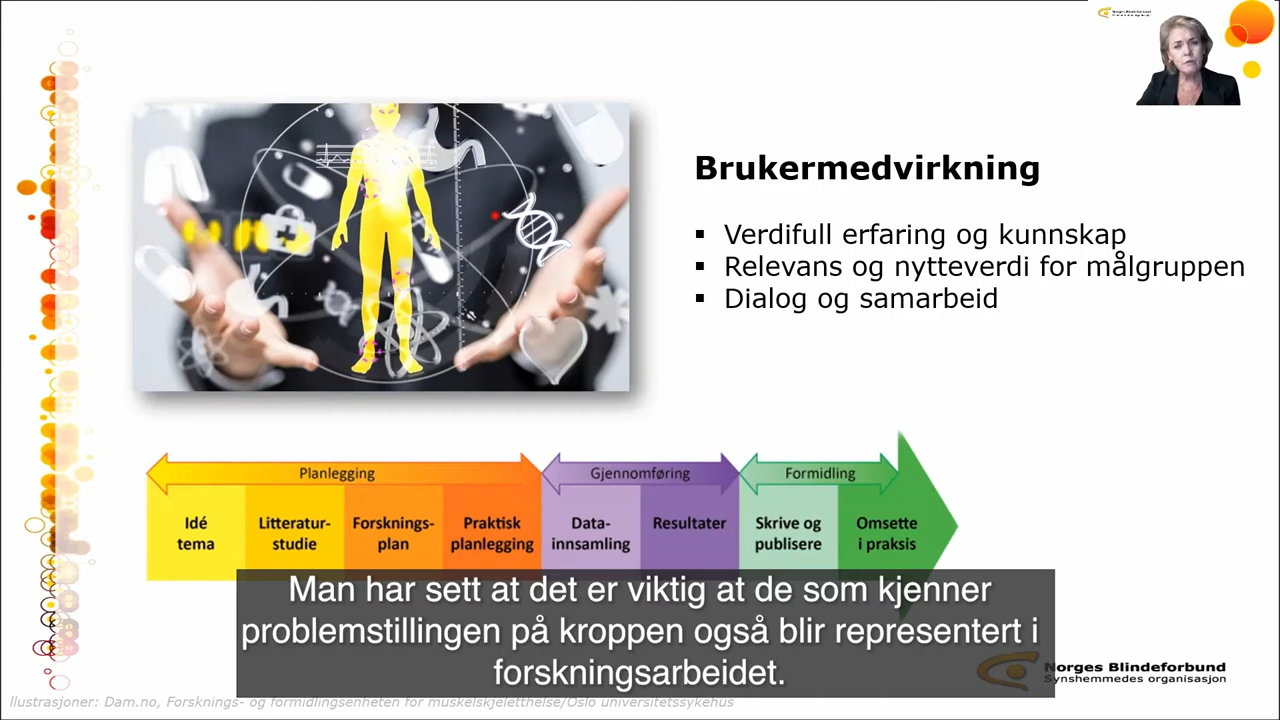 Brukermedvirkning
▪ Verdifull erfaring og kunnskap
▪ Relevans og nytteverdi for målgruppen
▪ Dialog og samarbeid
Planlegging
Gjennomføring
Formidling
Idé
tema
Litteratur-
studie
Forsknings-
plan
Praktisk
planlegging
Data-
innsamling
Resultater
Skrive og
publisere
Omsette
i praksis
Man har sett at det er viktig at de som kjenner
problemstillingen på kroppen også blir representert i
forskningsarbeidet.
Norges Blindeforbund
Synshemmedes organisasjon
Ilustrasjoner: Dam.no, Forsknings- og formidlingsenheten for muskelskjeletthelse/Oslo universitetssykehus